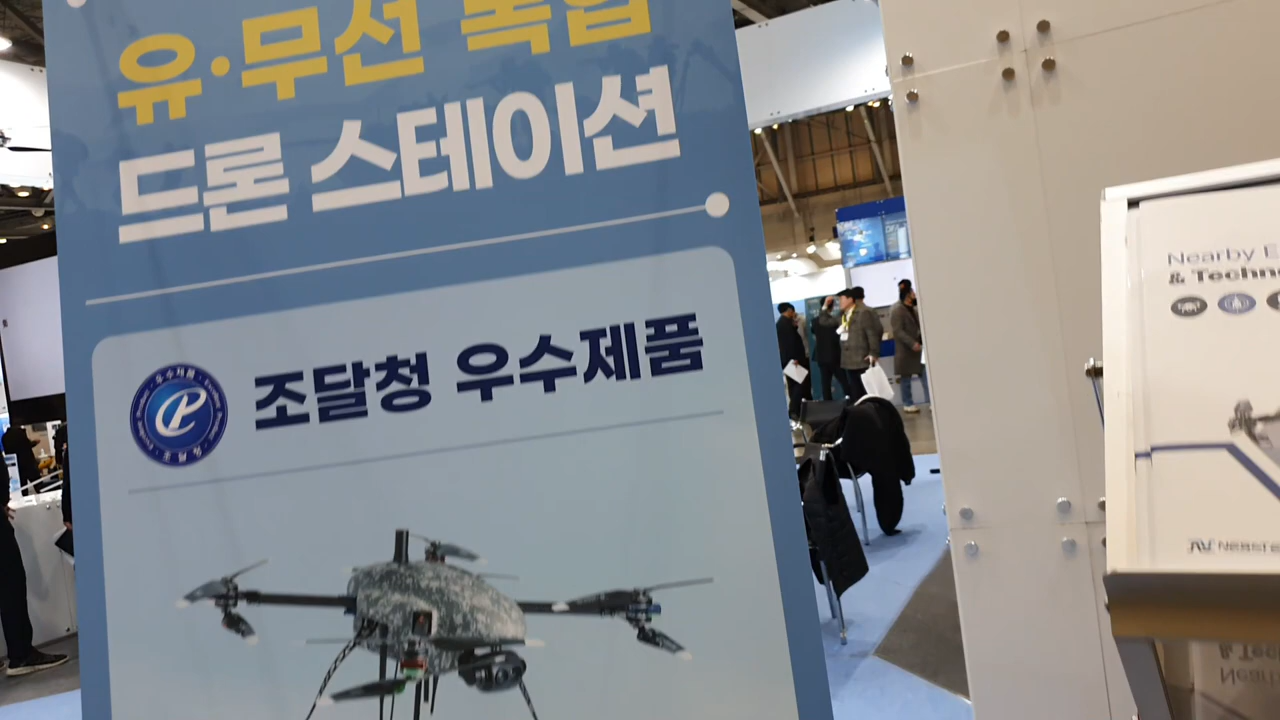 유·무선 복합
드론 스테이션
조달청 우수제품
Nearby E
& Techno